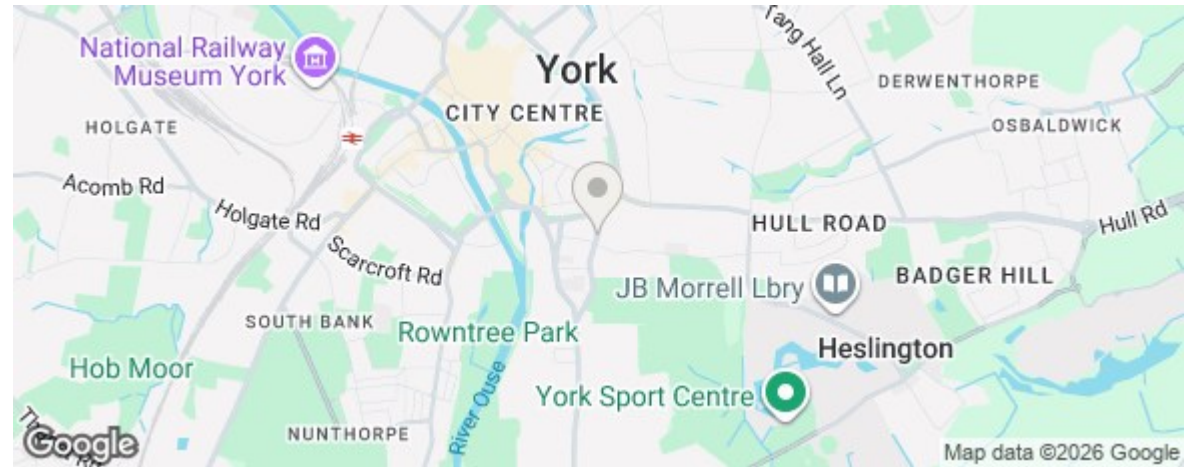 National Railway
Museum York
York
CITY CENTRE
HOLGATE
Acomb Rd
Holgate Rd
Scarcroft Rd
SOUTH BANK
Hob Moor
NUNTHORPE
Rowntree Park
River Ouse
Tang Hall Ln
DERWENTHORPE
OSBALDWICK
HULL ROAD
Hull Rd
BADGER HILL
JB Morrell Lbry
Heslington
York Sport Centre
Google
Map data ©2026 Google